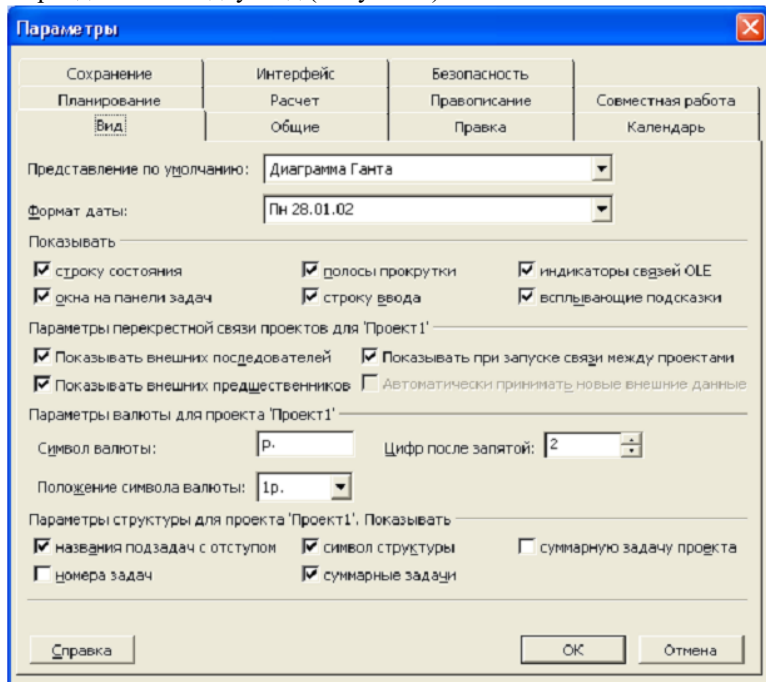 Параметры
Сохранение Интерфейс Безопасность
Планирование Расчет Правописание Совместная работа
Вид Общие Правка Календарь
Представление по умолчанию: Диаграмма Ганта
Формат даты: Пн 28.01.02
Показывать
строку состояния полосы прокрутки индикаторы связей OLE
окна на панели задач строку ввода всплывающие подсказки
Параметры перекрестной связи проектов для 'Проект1'
Показывать внешних последователей Показывать при запуске связи между проектами
Показывать внешних предшественников Автоматически принимать новые внешние данные
Параметры валюты для проекта 'Проект1'
Символ валюты: р. Цифр после запятой: 2
Положение символа валюты: 1р.
Параметры структуры для проекта 'Проект1'. Показывать
названия подзадач с отступом символ структуры суммарную задачу проекта
номера задач суммарные задачи
Справка ОК Отмена